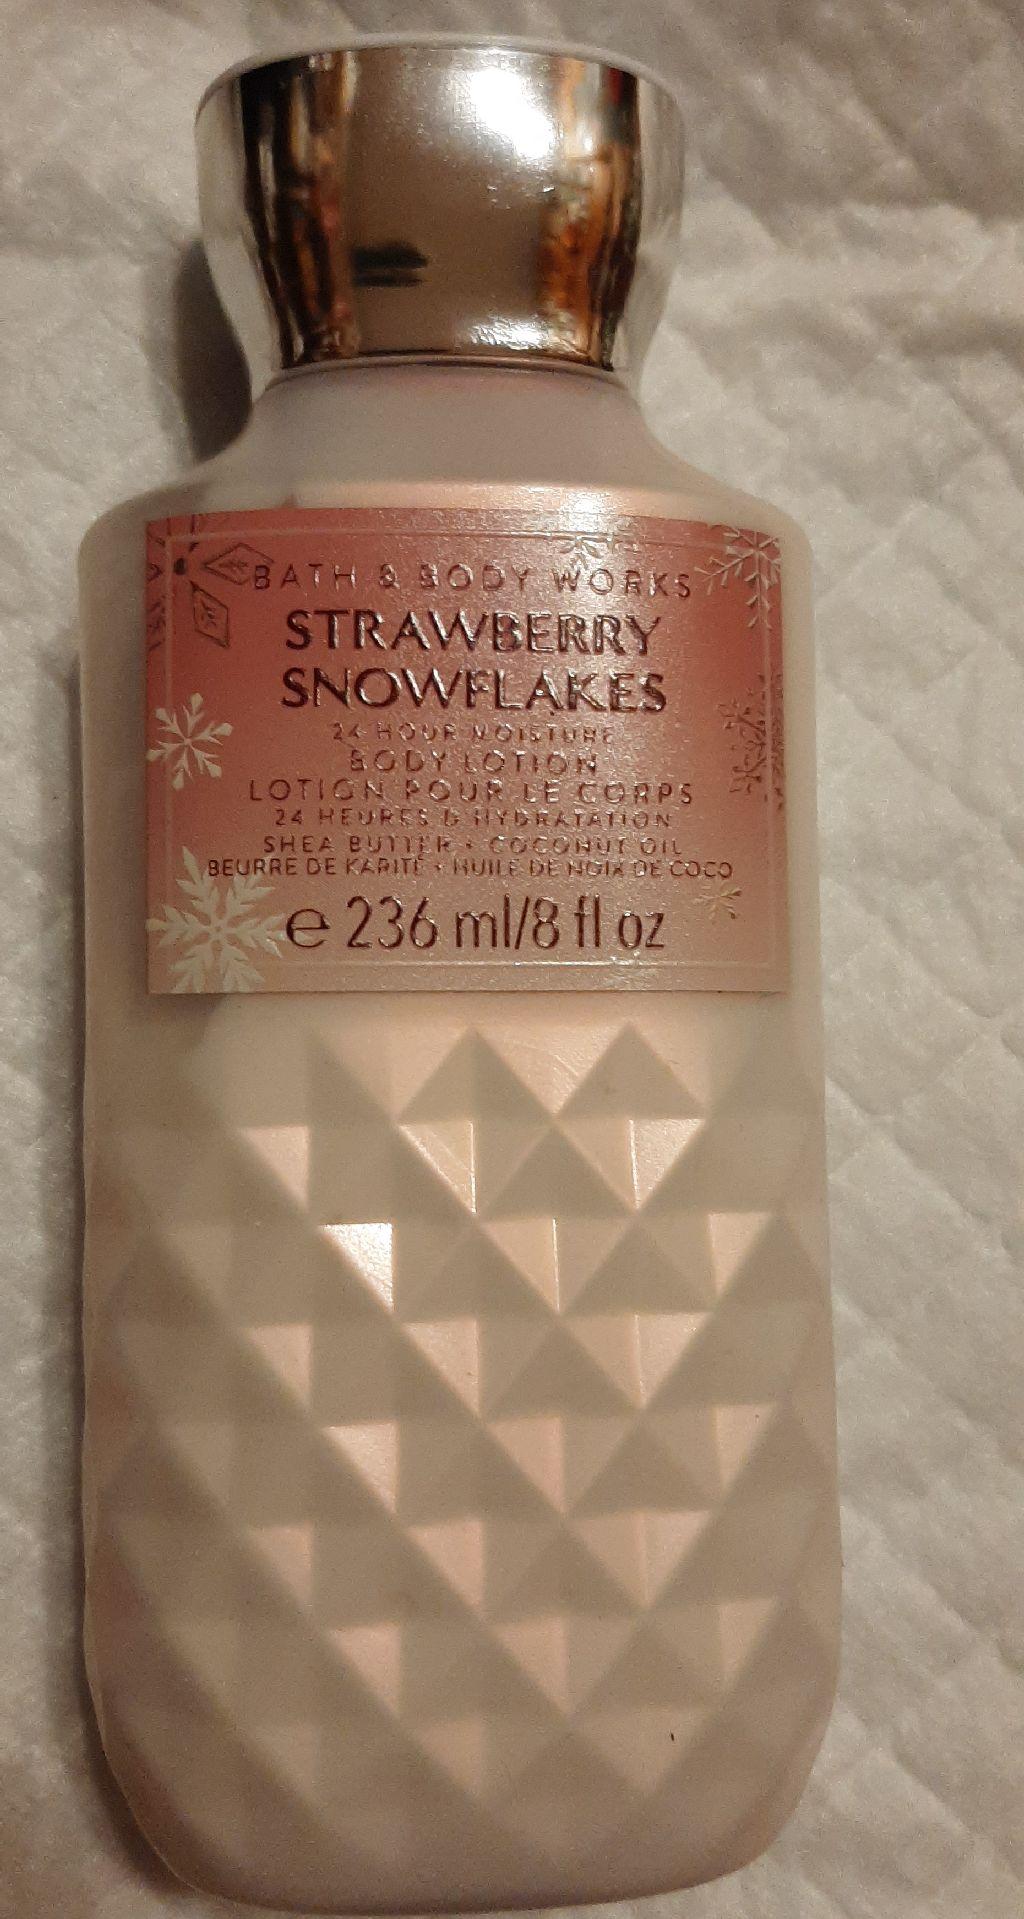 BATH & BODY WORKS
STRAWBERRY
SNOWFLAKES
24 HOUR MOISTURE
BODY LOTION
LOTION POUR LE CORPS
24 HEURES D'HYDRATATION
SHEA BUTTER + COCONUT OIL
BEURRE DE KARITÉ + HUILE DE NOIX DE COCO
℮ 236 ml/8 fl oz